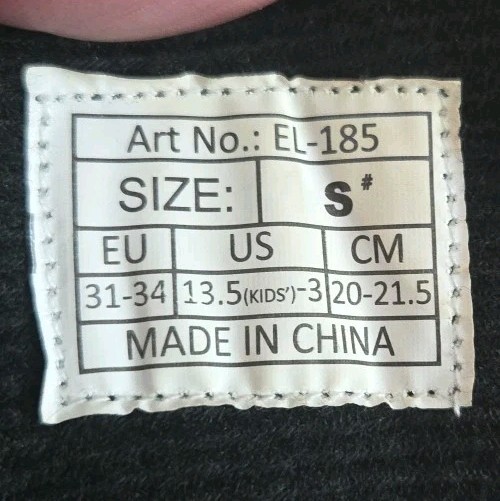 Art No.: EL-185
SIZE: S#
EU US CM
31-34 13.5(KIDS')-3 20-21.5
MADE IN CHINA